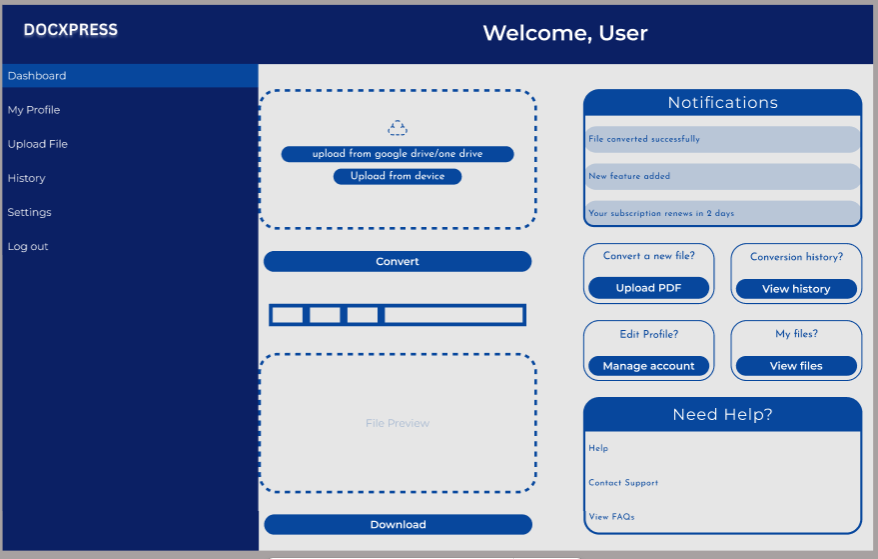 DOCXPRESS
Welcome, User
Dashboard
My Profile
Upload File
History
Settings
Log out
upload from google drive/one drive
Upload from device
Convert
File Preview
Download
Notifications
File converted successfully
New feature added
Your subscription renews in 2 days
Convert a new file?
Upload PDF
Conversion history?
View history
Edit Profile?
Manage account
My files?
View files
Need Help?
Help
Contact Support
View FAQs